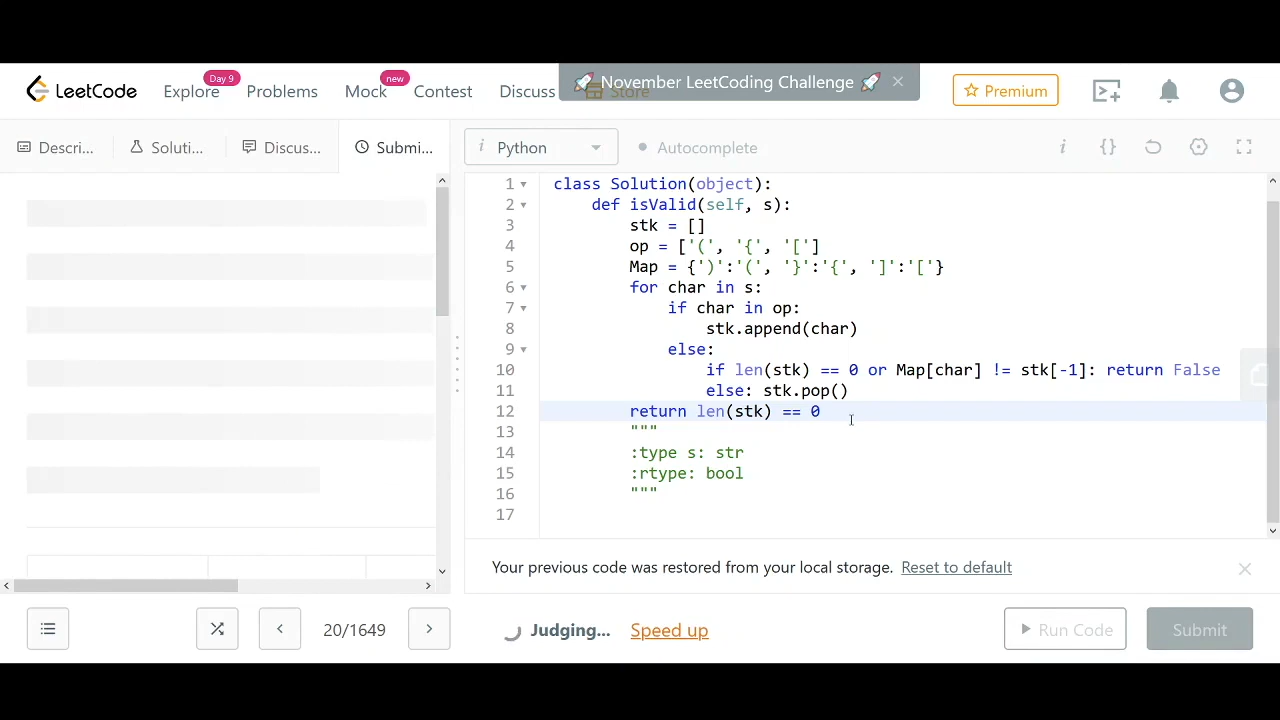 Day 9
new
🚀 November LeetCoding Challenge 🚀 ×
LeetCode
Explore
Problems
Mock
Contest
Discuss
Store
Premium
Descri...
Soluti...
Discus...
Submi...
i Python
Autocomplete
1 class Solution(object):
2 def isValid(self, s):
3 stk = []
4 op = ['(', '{', '[']
5 Map = {')':'(', '}':'{', ']':'['}
6 for char in s:
7 if char in op:
8 stk.append(char)
9 else:
10 if len(stk) == 0 or Map[char] != stk[-1]: return False
11 else: stk.pop()
12 return len(stk) == 0
13 """
14 :type s: str
15 :rtype: bool
16 """
17
Your previous code was restored from your local storage. Reset to default
20/1649
Judging...
Speed up
Run Code
Submit